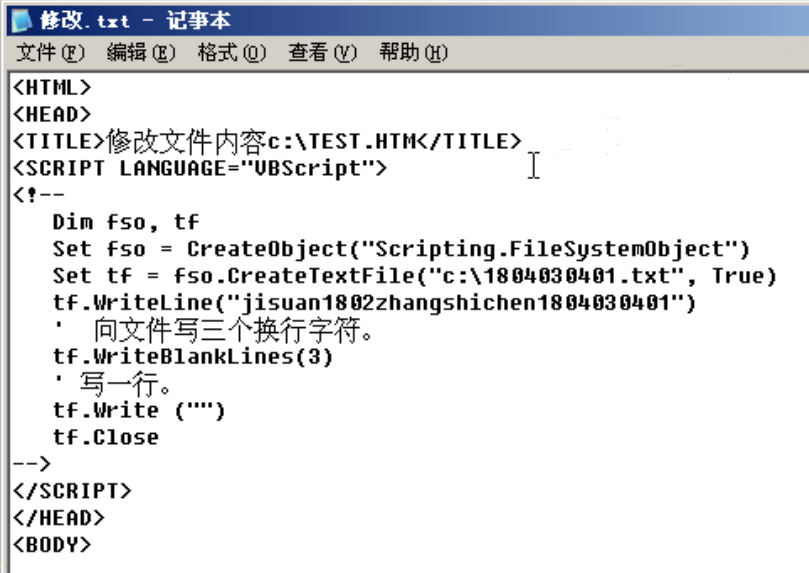 修改.txt - 记事本
文件(F) 编辑(E) 格式(O) 查看(V) 帮助(H)
<HTML>
<HEAD>
<TITLE>修改文件内容c:\TEST.HTM</TITLE>
<SCRIPT LANGUAGE="VBScript">
<!--
   Dim fso, tf
   Set fso = CreateObject("Scripting.FileSystemObject")
   Set tf = fso.CreateTextFile("c:\1804030401.txt", True)
   tf.WriteLine("jisuan1802zhangshichen1804030401")
   '  向文件写三个换行字符。
   tf.WriteBlankLines(3)
   ' 写一行。
   tf.Write ("")
   tf.Close
-->
</SCRIPT>
</HEAD>
<BODY>